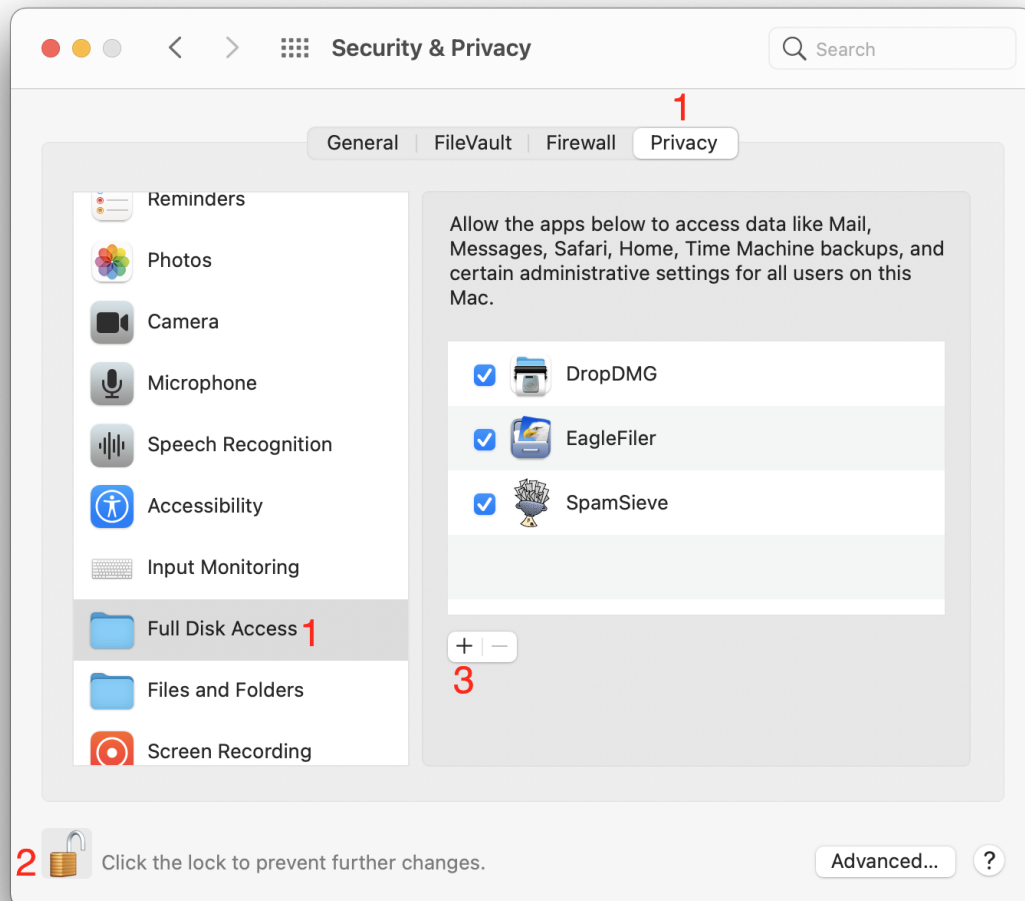 Security & Privacy
Search
1
General
FileVault
Firewall
Privacy
Reminders
Photos
Camera
Microphone
Speech Recognition
Accessibility
Input Monitoring
Full Disk Access 1
Files and Folders
Screen Recording
Allow the apps below to access data like Mail,
Messages, Safari, Home, Time Machine backups, and
certain administrative settings for all users on this
Mac.
DropDMG
EagleFiler
SpamSieve
+ −
3
2 Click the lock to prevent further changes.
Advanced...
?